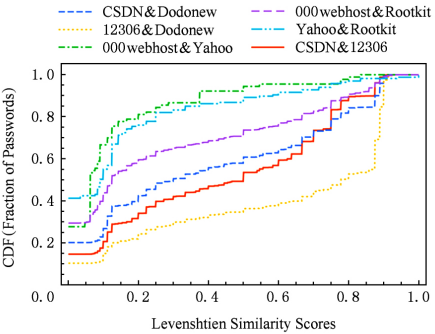 CSDN&Dodonew
12306&Dodonew
000webhost&Yahoo
000webhost&Rootkit
Yahoo&Rootkit
CSDN&12306
CDF (Fraction of Passwords)
1.0
0.8
0.6
0.4
0.2
0.0
0.2
0.4
0.6
0.8
1.0
Levenshtien Similarity Scores